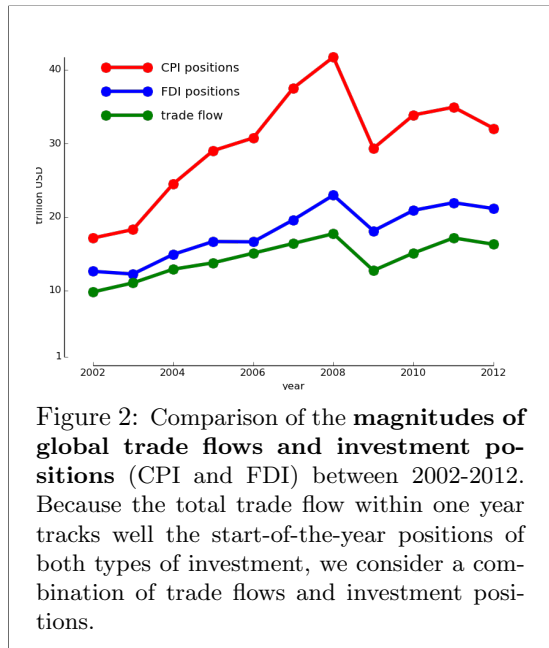 40
30
20
10
1
trillion USD
CPI positions
FDI positions
trade flow
2002
2004
2006
2008
2010
2012
year
Figure 2: Comparison of the magnitudes of
global trade flows and investment po-
sitions (CPI and FDI) between 2002-2012.
Because the total trade flow within one year
tracks well the start-of-the-year positions of
both types of investment, we consider a com-
bination of trade flows and investment posi-
tions.